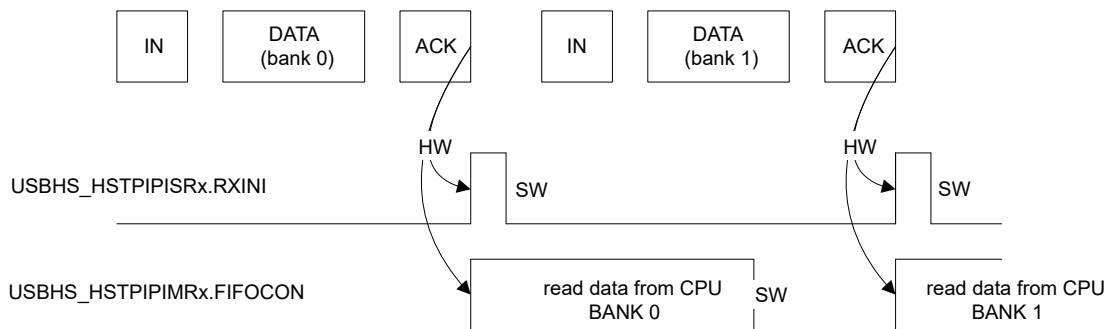 IN
DATA
(bank 0)
ACK
IN
DATA
(bank 1)
ACK
HW
HW
USBHS_HSTPIPISRx.RXINI
SW
SW
USBHS_HSTPIPIMRx.FIFOCON
read data from CPU
BANK 0
SW
read data from CPU
BANK 1